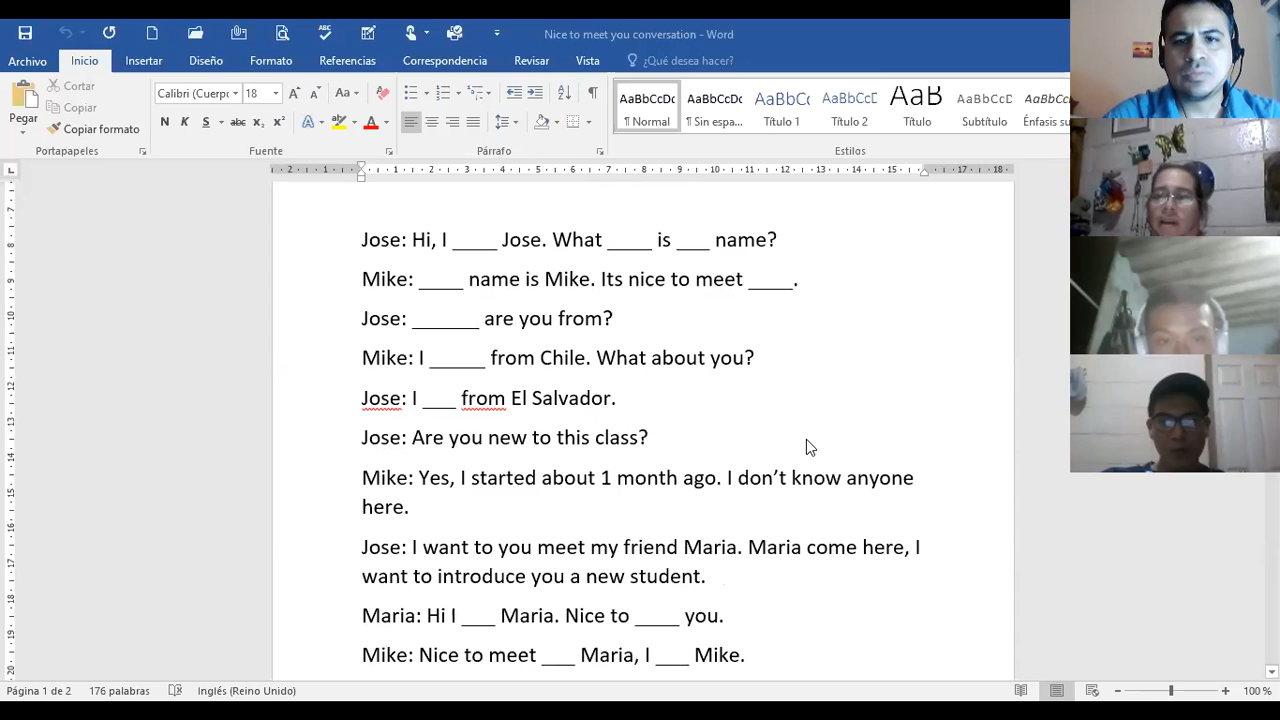 Nice to meet you conversation - Word
Archivo Inicio Insertar Diseño Formato Referencias Correspondencia Revisar Vista ¿Qué desea hacer?
Cortar
Copiar
Copiar formato
Pegar
Calibri (Cuerpc 18
AaBbCcDc AaBbCcDc AaBbCc AaBbCcD AaB AaBbCcD AaBbCcD
¶ Normal ¶ Sin espa... Título 1 Título 2 Título Subtítulo Énfasis su
Portapapeles Fuente Párrafo Estilos
Jose: Hi, I ____ Jose. What ____ is ___ name?
Mike: ____ name is Mike. Its nice to meet ____.
Jose: ______ are you from?
Mike: I _____ from Chile. What about you?
Jose: I ___ from El Salvador.
Jose: Are you new to this class?
Mike: Yes, I started about 1 month ago. I don’t know anyone
here.
Jose: I want to you meet my friend Maria. Maria come here, I
want to introduce you a new student.
Maria: Hi I ___ Maria. Nice to ____ you.
Mike: Nice to meet ___ Maria, I ___ Mike.
Página 1 de 2 176 palabras Inglés (Reino Unido) 100 %